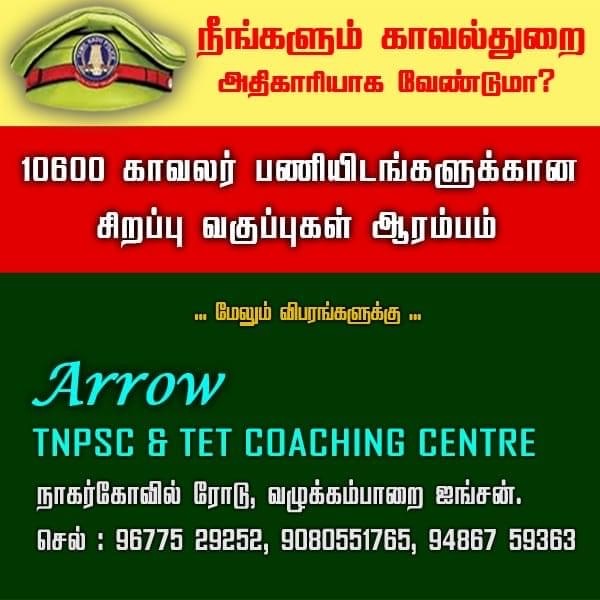 நீங்களும் காவல்துறை
அதிகாரியாக வேண்டுமா?
10600 காவலர் பணியிடங்களுக்கான
சிறப்பு வகுப்புகள் ஆரம்பம்
... மேலும் விபரங்களுக்கு ...
Arrow
TNPSC & TET COACHING CENTRE
நாகர்கோவில் ரோடு, வழுக்கம்பாறை ஜங்சன்.
செல் : 96775 29252, 9080551765, 94867 59363